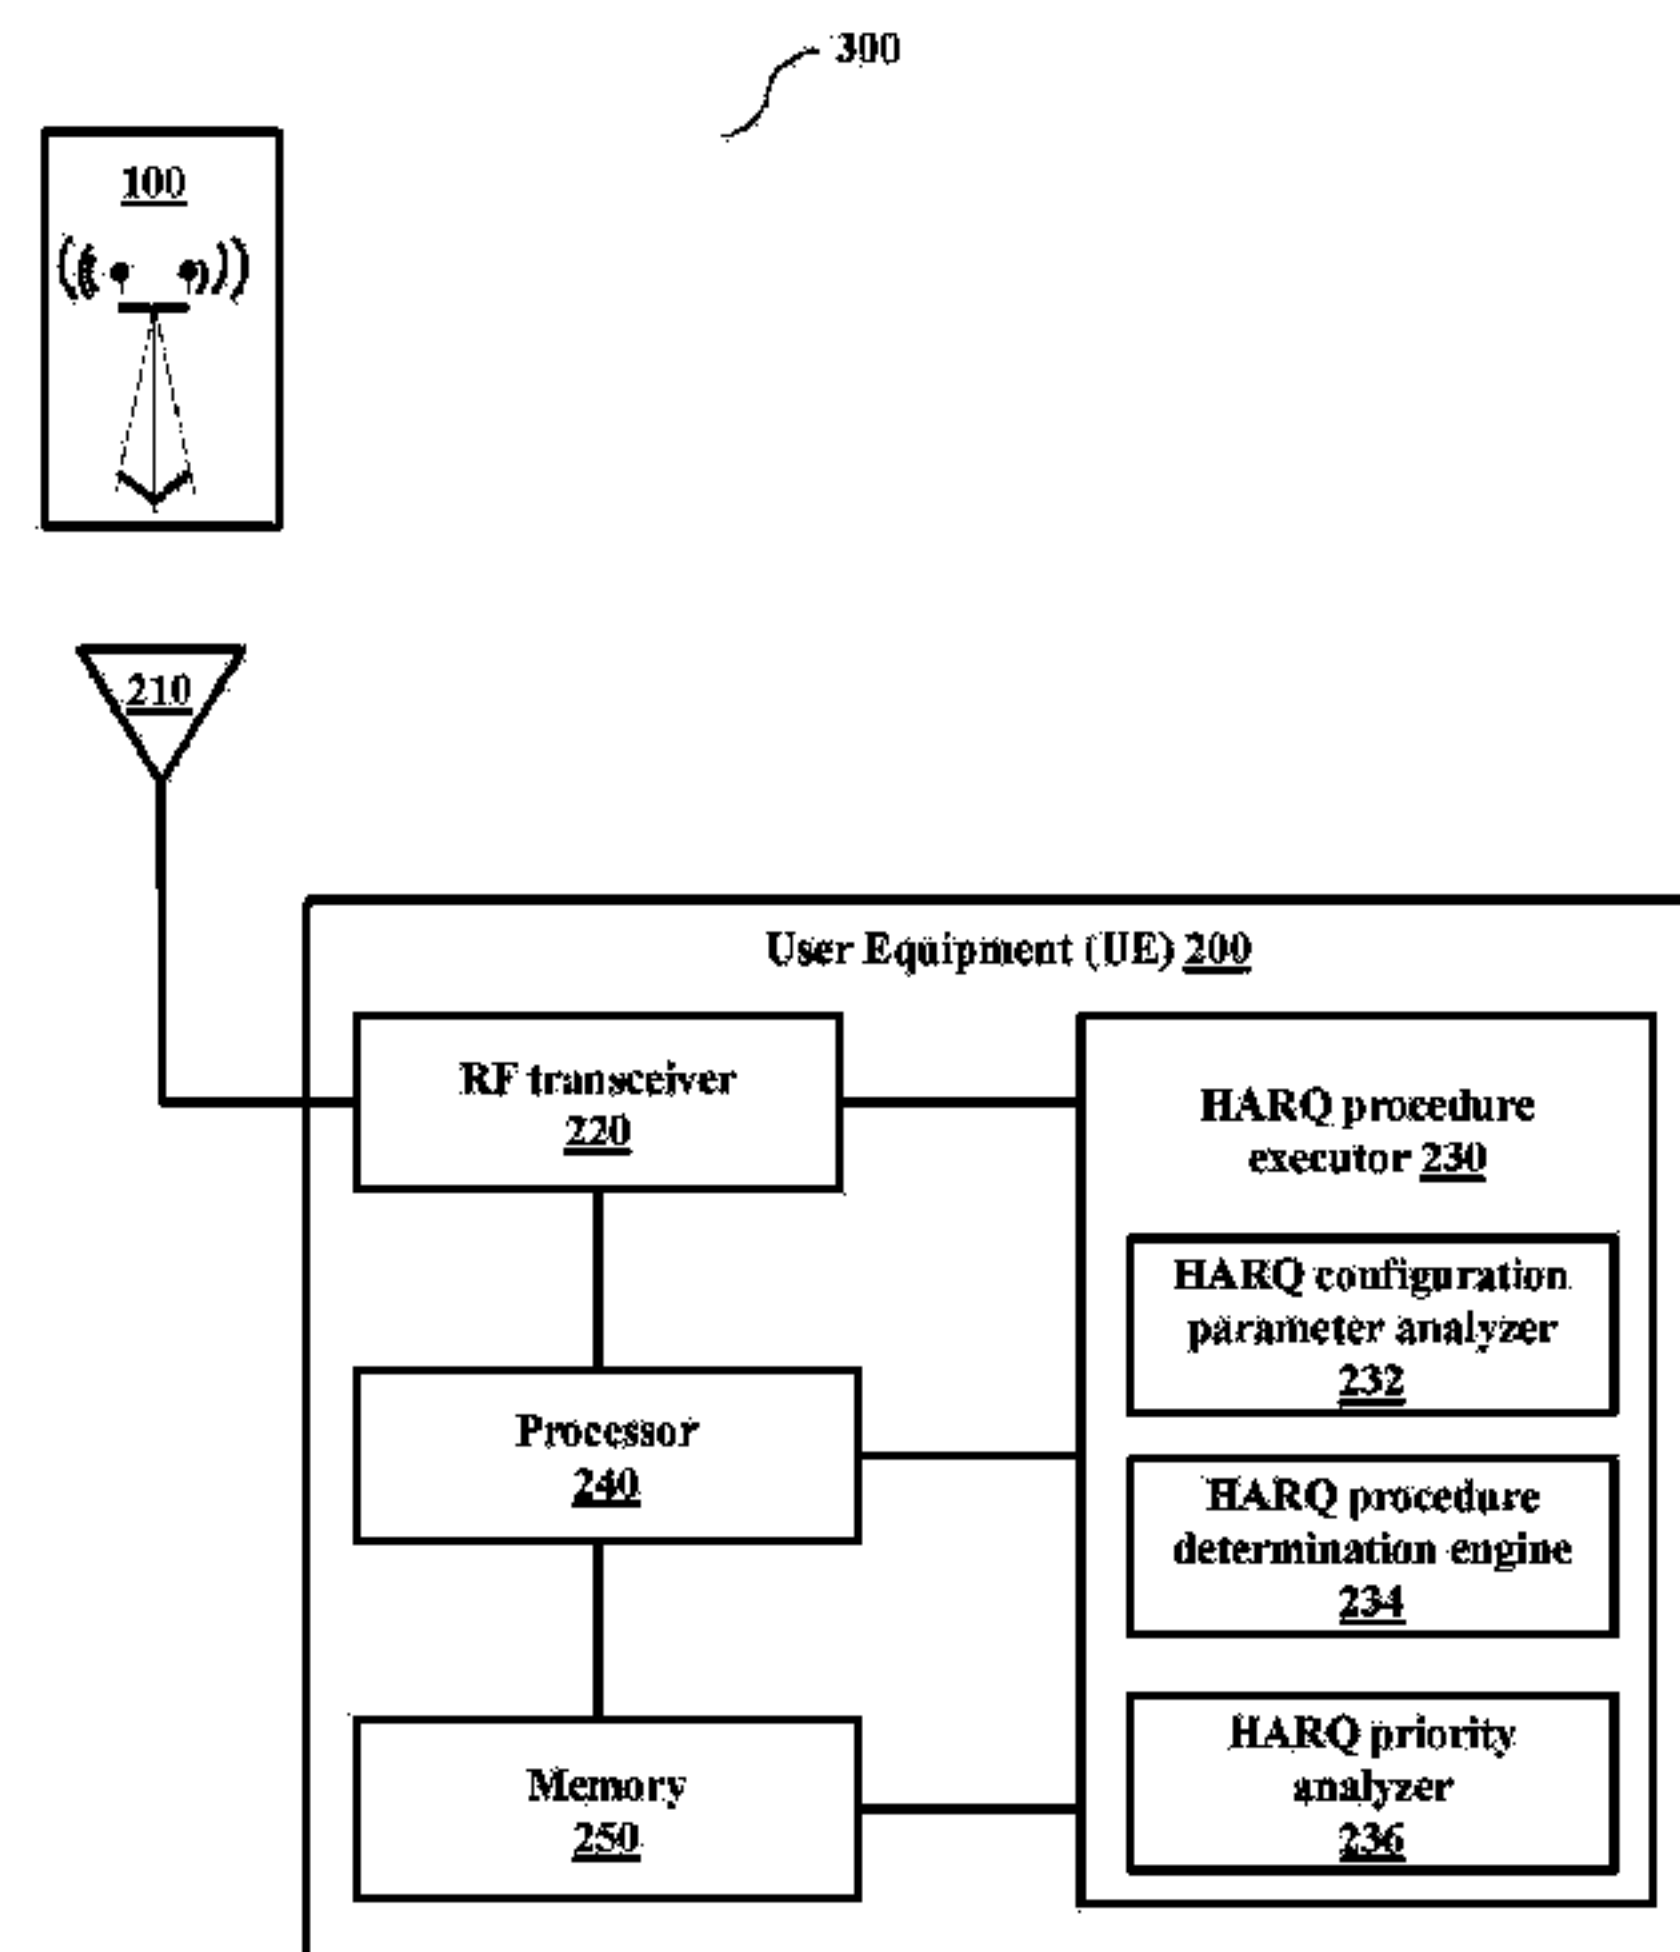 300
100
210
User Equipment (UE) 200
RF transceiver
220
HARQ procedure
executor 230
HARQ configuration
parameter analyzer
232
Processor
240
HARQ procedure
determination engine
234
Memory
250
HARQ priority
analyzer
236